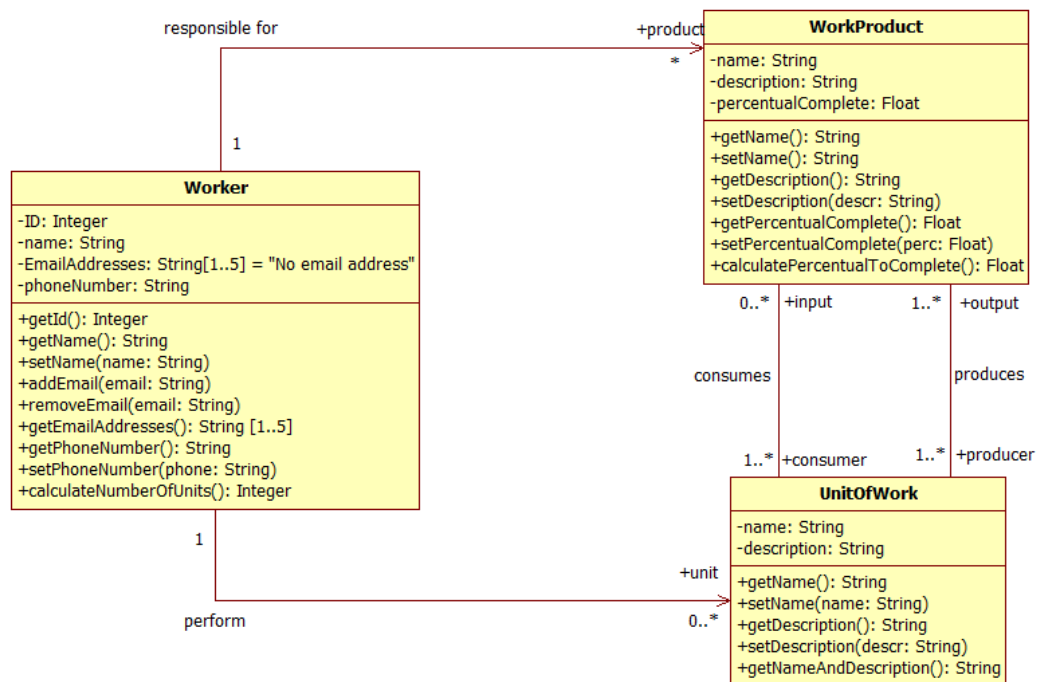 responsible for
+product
*
1
WorkProduct
-name: String
-description: String
-percentualComplete: Float
+getName(): String
+setName(): String
+getDescription(): String
+setDescription(descr: String)
+getPercentualComplete(): Float
+setPercentualComplete(perc: Float)
+calculatePercentualToComplete(): Float
Worker
-ID: Integer
-name: String
-EmailAddresses: String[1..5] = "No email address"
-phoneNumber: String
+getId(): Integer
+getName(): String
+setName(name: String)
+addEmail(email: String)
+removeEmail(email: String)
+getEmailAddresses(): String [1..5]
+getPhoneNumber(): String
+setPhoneNumber(phone: String)
+calculateNumberOfUnits(): Integer
0..* +input
1..* +output
consumes
produces
1..* +consumer
1..* +producer
1
perform
+unit
0..*
UnitOfWork
-name: String
-description: String
+getName(): String
+setName(name: String)
+getDescription(): String
+setDescription(descr: String)
+getNameAndDescription(): String